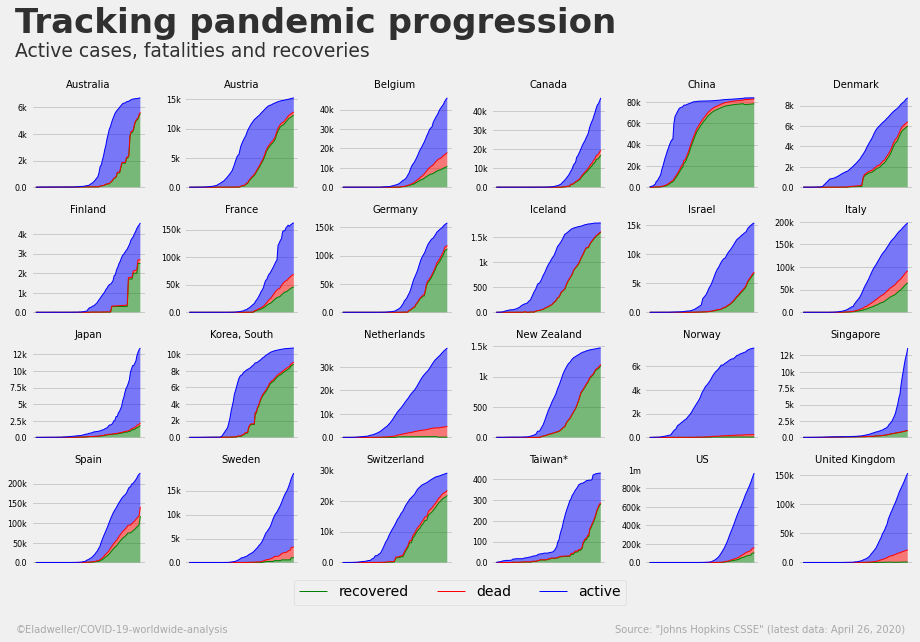 Tracking pandemic progression
Active cases, fatalities and recoveries
Australia Austria Belgium Canada China Denmark
6k 4k 2k 0.0
15k 10k 5k 0.0
40k 30k 20k 10k 0.0
40k 30k 20k 10k 0.0
80k 60k 40k 20k 0.0
8k 6k 4k 2k 0.0
Finland France Germany Iceland Israel Italy
4k 3k 2k 1k 0.0
150k 100k 50k 0.0
150k 100k 50k 0.0
1.5k 1k 500 0.0
15k 10k 5k 0.0
200k 150k 100k 50k 0.0
Japan Korea, South Netherlands New Zealand Norway Singapore
12k 10k 7.5k 5k 2.5k 0.0
10k 8k 6k 4k 2k 0.0
30k 20k 10k 0.0
1.5k 1k 500 0.0
6k 4k 2k 0.0
12k 10k 7.5k 5k 2.5k 0.0
Spain Sweden Switzerland Taiwan* US United Kingdom
200k 150k 100k 50k 0.0
15k 10k 5k 0.0
30k 20k 10k 0.0
400 300 200 100 0.0
1m 800k 600k 400k 200k 0.0
150k 100k 50k 0.0
recovered dead active
©Eladweller/COVID-19-worldwide-analysis
Source: "Johns Hopkins CSSE" (latest data: April 26, 2020)